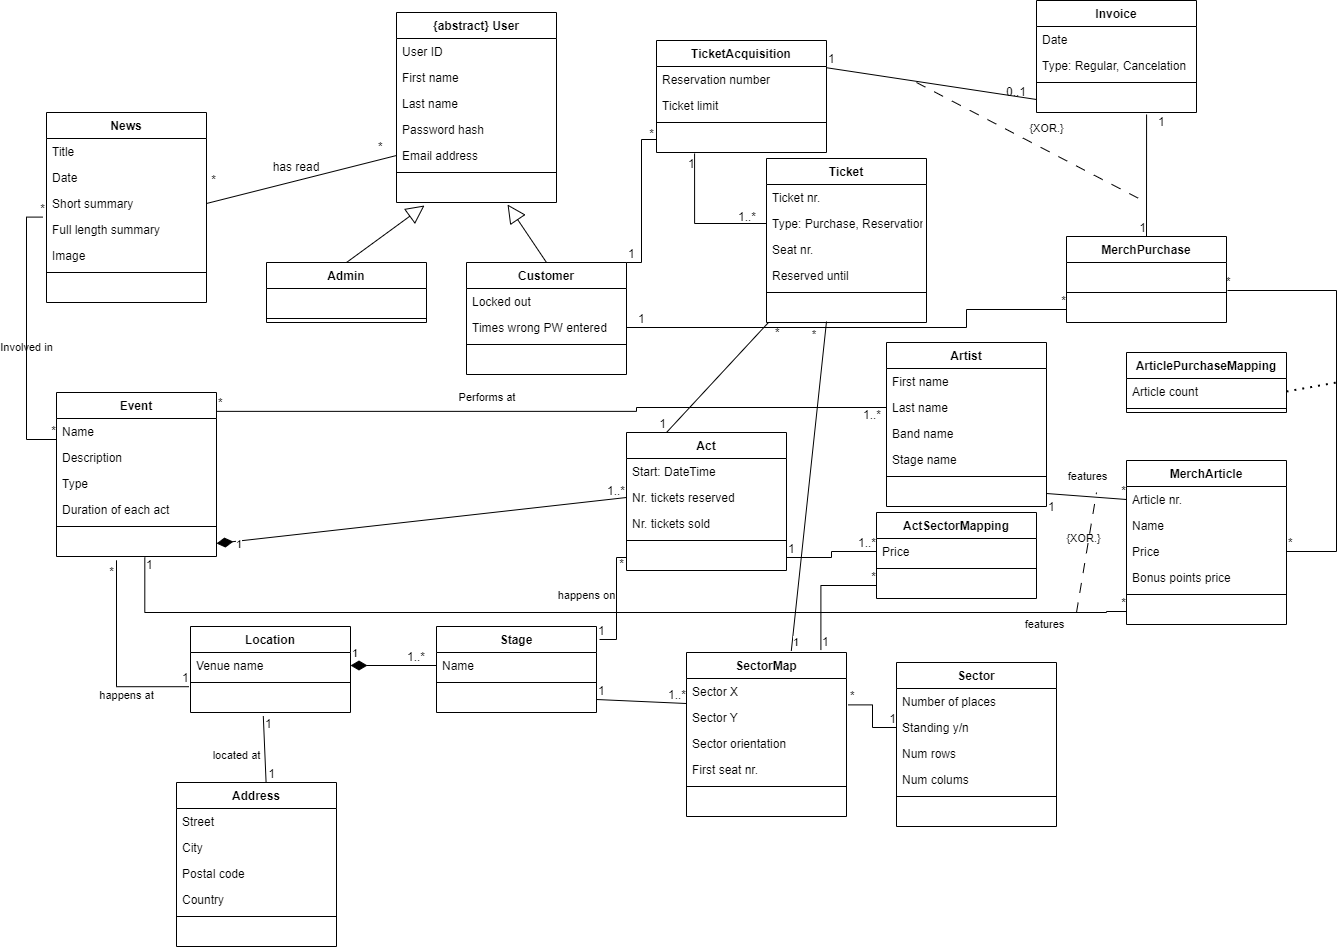 {abstract} User
User ID
First name
Last name
Password hash
Email address
TicketAcquisition
Reservation number
Ticket limit
1
*
1
Invoice
Date
Type: Regular, Cancelation
0..1
1
{XOR.}
News
Title
Date
Short summary
Full length summary
Image
*
*
has read
*
Ticket
Ticket nr.
Type: Purchase, Reservation
Seat nr.
Reserved until
1..*
*
*
Admin
Customer
Locked out
Times wrong PW entered
1
1
MerchPurchase
1
*
*
Involved in
Artist
First name
Last name
Band name
Stage name
1..*
1
ArticlePurchaseMapping
Article count
Event
Name
Description
Type
Duration of each act
*
*
1
*
1
Performs at
Act
Start: DateTime
Nr. tickets reserved
Nr. tickets sold
1
1..*
1
*
happens on
MerchArticle
Article nr.
Name
Price
Bonus points price
features
*
*
*
{XOR.}
features
ActSectorMapping
Price
1..*
*
Location
Venue name
1
1
1
happens at
Stage
Name
1..*
1
1
SectorMap
Sector X
Sector Y
Sector orientation
First seat nr.
1
1
1..*
*
Sector
Number of places
Standing y/n
Num rows
Num colums
1
located at
1
Address
Street
City
Postal code
Country